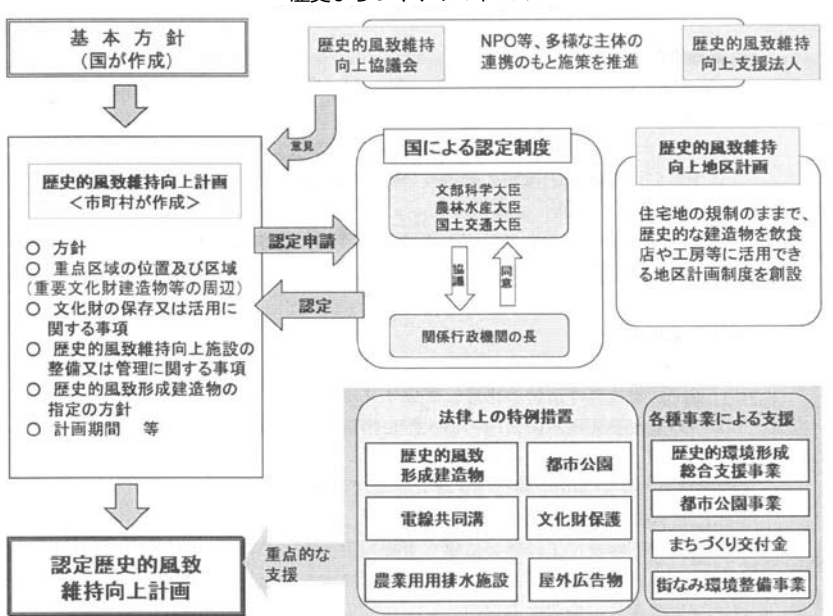 基本方針
(国が作成)
歴史的風致維持
向上協議会
NPO等、多様な主体の
連携のもと施策を推進
歴史的風致維持
向上支援法人
意見
歴史的風致維持向上計画
＜市町村が作成＞
○ 方針
○ 重点区域の位置及び区域
(重要文化財建造物等の周辺)
○ 文化財の保存又は活用に
関する事項
○ 歴史的風致維持向上施設の
整備又は管理に関する事項
○ 歴史的風致形成建造物の
指定の方針
○ 計画期間 等
認定申請
認定
国による認定制度
文部科学大臣
農林水産大臣
国土交通大臣
協議
同意
関係行政機関の長
歴史的風致維持
向上地区計画
住宅地の規制のままで、
歴史的な建造物を飲食
店や工房等に活用でき
る地区計画制度を創設
法律上の特例措置
歴史的風致
形成建造物
都市公園
電線共同溝
文化財保護
農業用用排水施設
屋外広告物
各種事業による支援
歴史的環境形成
総合支援事業
都市公園事業
まちづくり交付金
街なみ環境整備事業
重点的な
支援
認定歴史的風致
維持向上計画